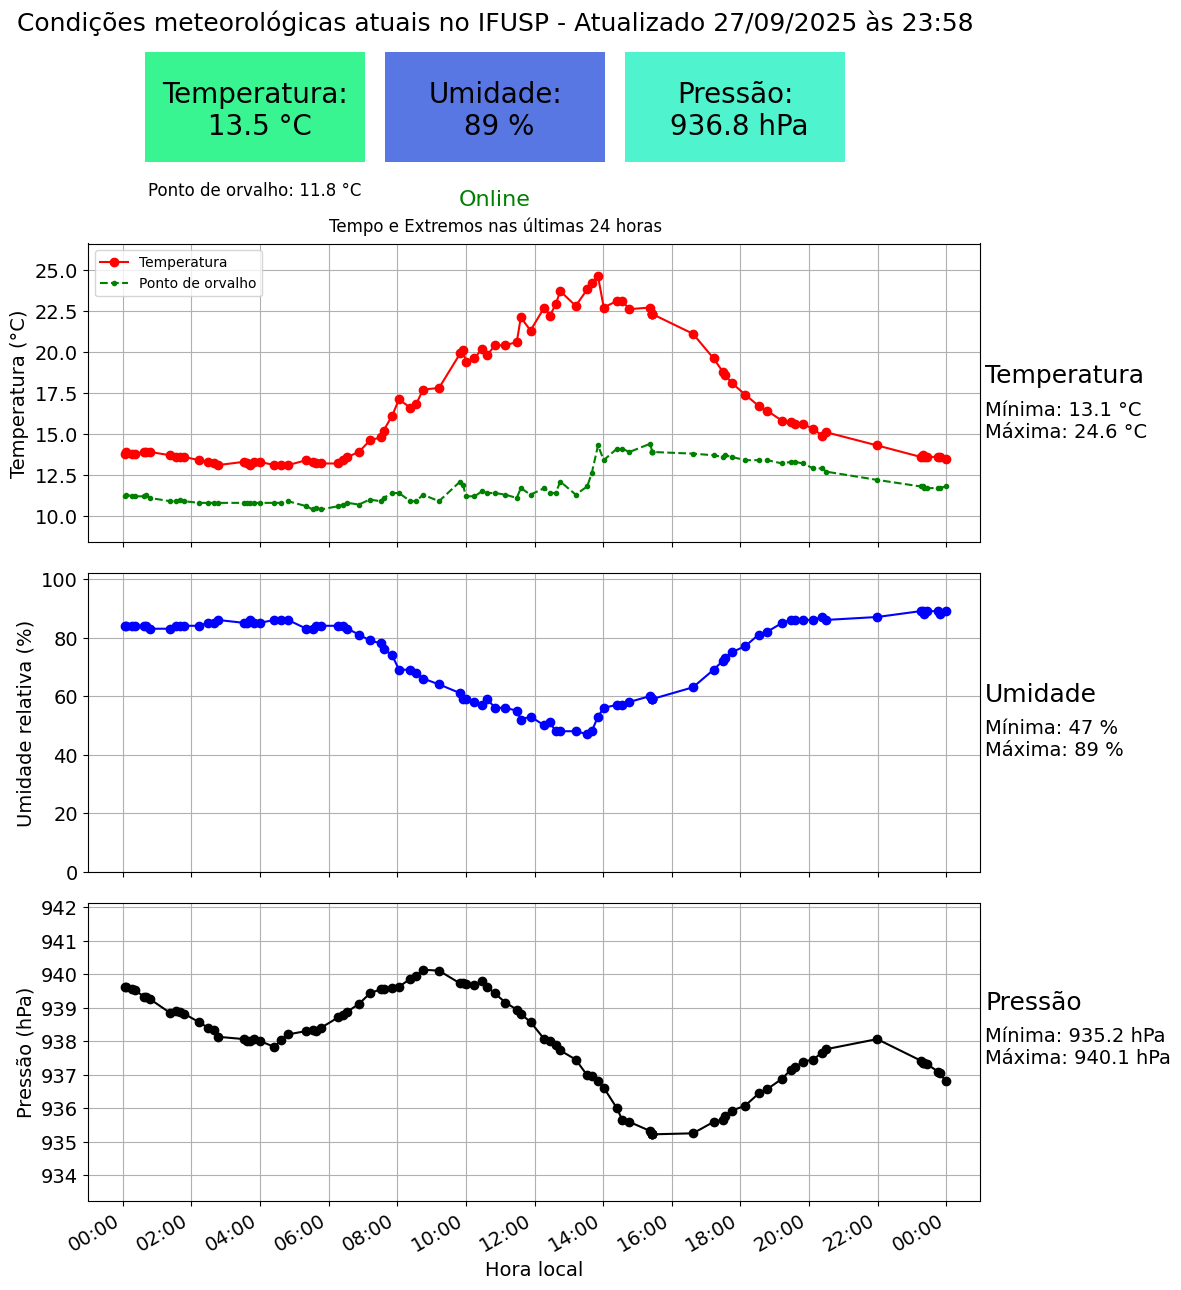 Condições meteorológicas atuais no IFUSP - Atualizado 27/09/2025 às 23:58
Temperatura:
13.5 °C
Umidade:
89 %
Pressão:
936.8 hPa
Ponto de orvalho: 11.8 °C
Online
Tempo e Extremos nas últimas 24 horas
Temperatura
Ponto de orvalho
Temperatura (°C)
25.0
22.5
20.0
17.5
15.0
12.5
10.0
Temperatura
Mínima: 13.1 °C
Máxima: 24.6 °C
Umidade relativa (%)
100
80
60
40
20
0
Umidade
Mínima: 47 %
Máxima: 89 %
Pressão (hPa)
942
941
940
939
938
937
936
935
934
Pressão
Mínima: 935.2 hPa
Máxima: 940.1 hPa
00:00 02:00 04:00 06:00 08:00 10:00 12:00 14:00 16:00 18:00 20:00 22:00 00:00
Hora local